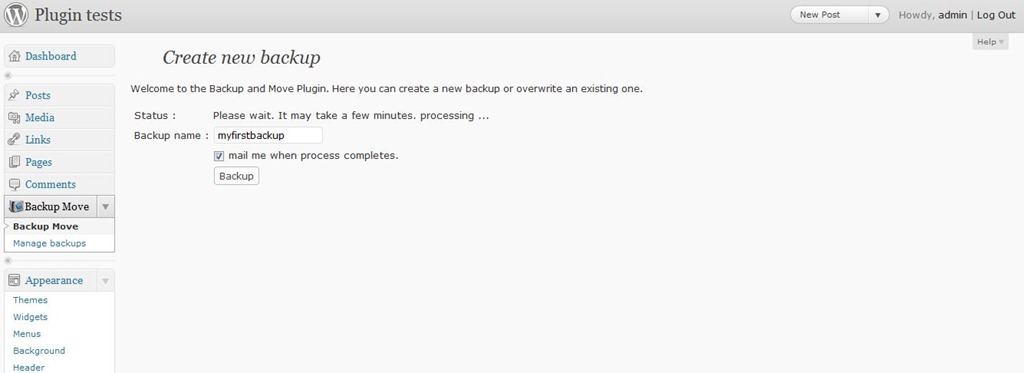 Plugin tests
New Post
Howdy, admin | Log Out
Help
Dashboard
Create new backup
Welcome to the Backup and Move Plugin. Here you can create a new backup or overwrite an existing one.
Posts
Media
Links
Pages
Comments
Backup Move
Backup Move
Manage backups
Status : Please wait. It may take a few minutes. processing ...
Backup name : myfirstbackup
mail me when process completes.
Backup
Appearance
Themes
Widgets
Menus
Background
Header